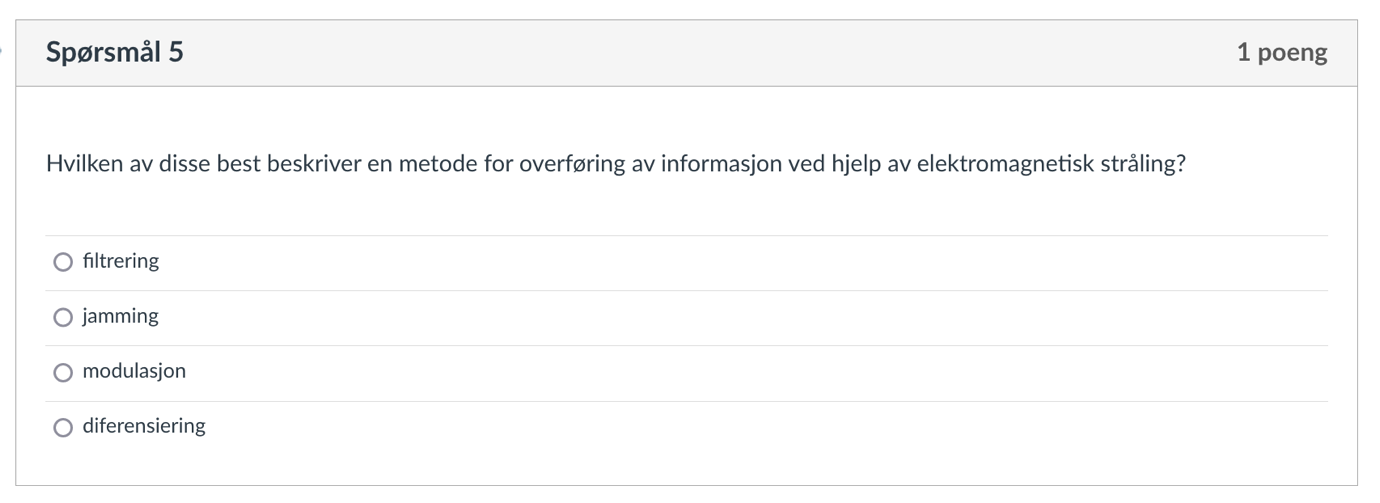 Spørsmål 5
1 poeng
Hvilken av disse best beskriver en metode for overføring av informasjon ved hjelp av elektromagnetisk stråling?
filtrering
jamming
modulasjon
diferensiering